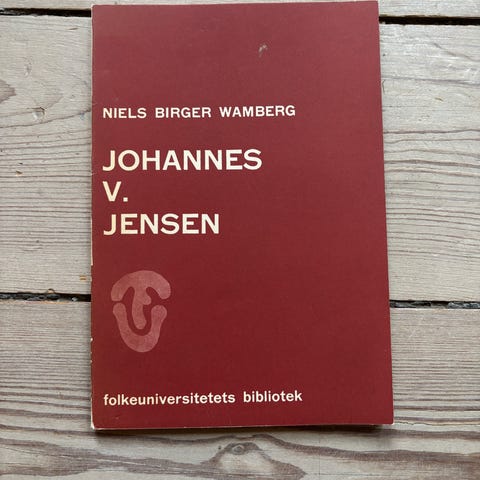 NIELS BIRGER WAMBERG
JOHANNES
V.
JENSEN
folkeuniversitetets bibliotek